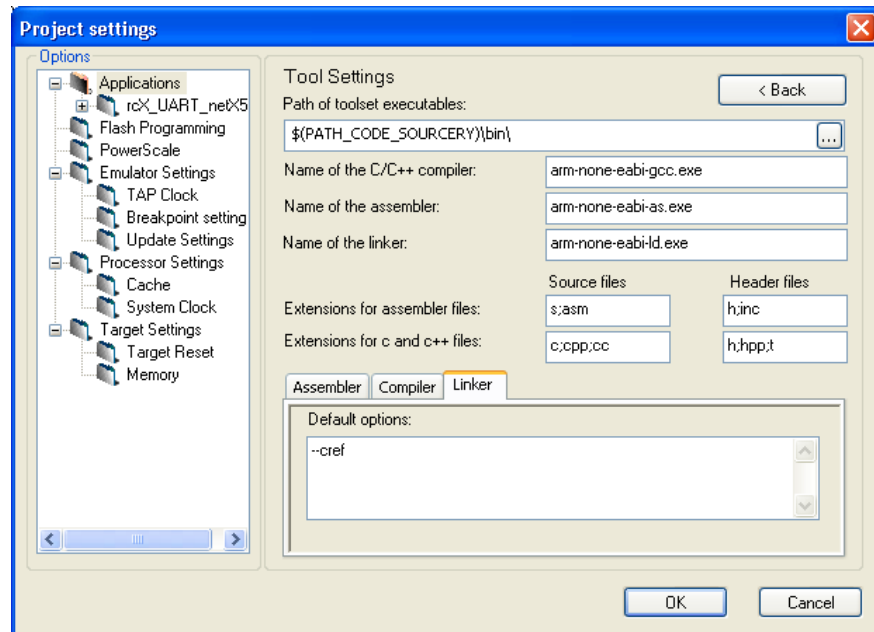 Project settings
Options
Applications
rcX_UART_netX5
Flash Programming
PowerScale
Emulator Settings
TAP Clock
Breakpoint setting
Update Settings
Processor Settings
Cache
System Clock
Target Settings
Target Reset
Memory
Tool Settings
< Back
Path of toolset executables:
$(PATH_CODE_SOURCERY)\bin\
...
Name of the C/C++ compiler: arm-none-eabi-gcc.exe
Name of the assembler: arm-none-eabi-as.exe
Name of the linker: arm-none-eabi-ld.exe
Source files Header files
Extensions for assembler files: s;asm h;inc
Extensions for c and c++ files: c;cpp;cc h;hpp;t
Assembler Compiler Linker
Default options:
--cref
OK Cancel